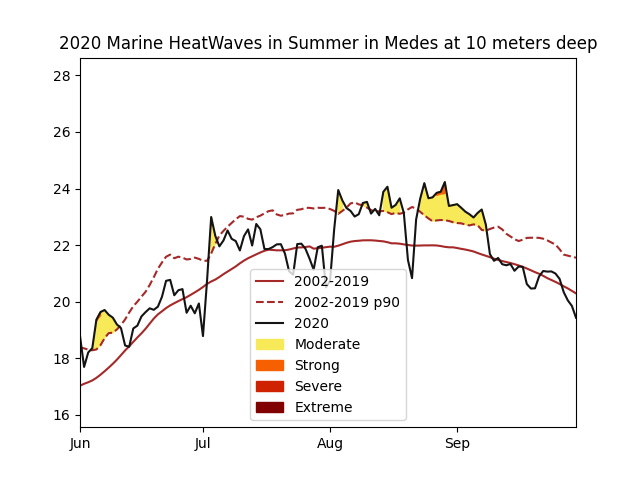 2020 Marine HeatWaves in Summer in Medes at 10 meters deep
28
26
24
22
20
18
16
Jun
Jul
Aug
Sep
2002-2019
2002-2019 p90
2020
Moderate
Strong
Severe
Extreme